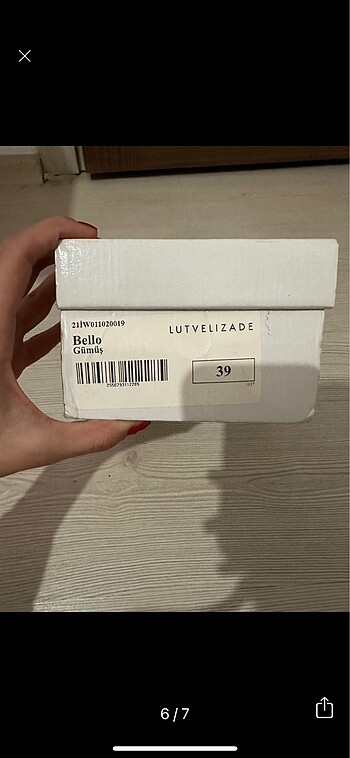 21İW011020019
LUTVELIZADE
Bello
Gümüş
39
6/7